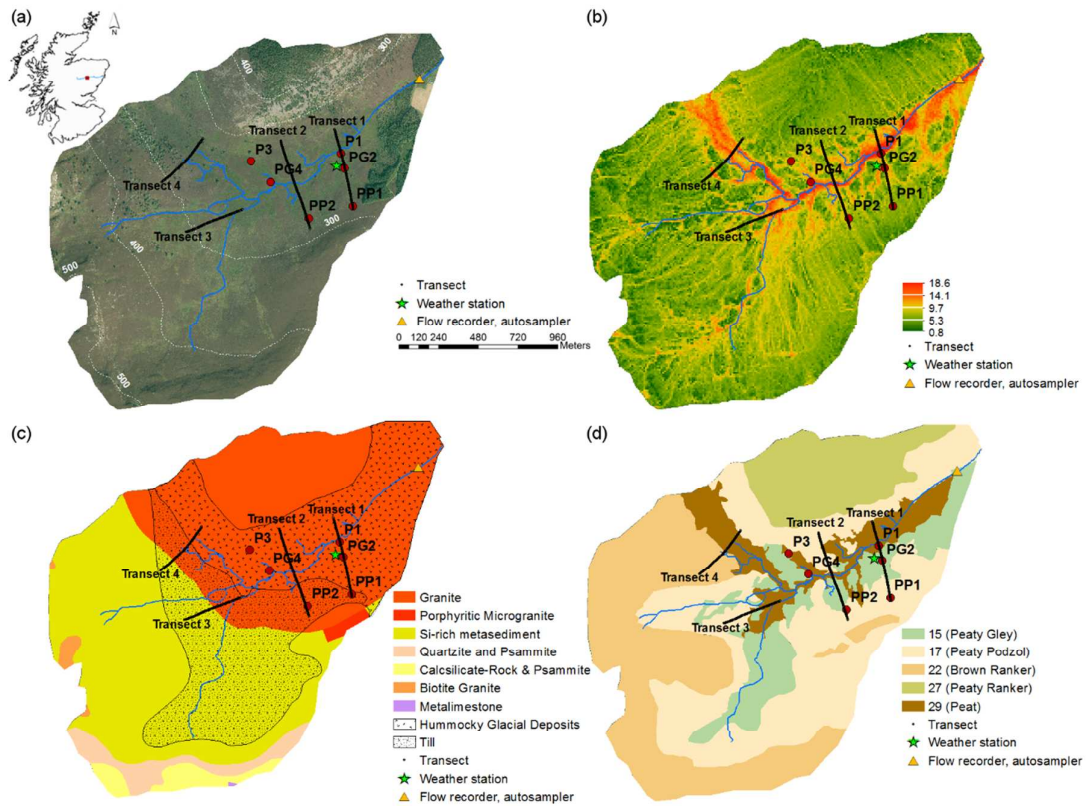 (a)
N
300
400
Transect 1
Transect 2
P1
P3
PG2
PG4
Transect 4
PP1
PP2
300
Transect 3
400
500
500
Transect
Weather station
Flow recorder, autosampler
0 120 240 480 720 960
Meters
(b)
Transect 1
Transect 2
P1
P3
PG2
PG4
Transect 4
PP1
PP2
Transect 3
18.6
14.1
9.7
5.3
0.8
Transect
Weather station
Flow recorder, autosampler
(c)
Transect 1
Transect 2
P1
P3
PG2
PG4
Transect 4
PP1
PP2
Transect 3
Granite
Porphyritic Microgranite
Si-rich metasediment
Quartzite and Psammite
Calcsilicate-Rock & Psammite
Biotite Granite
Metalimestone
Hummocky Glacial Deposits
Till
Transect
Weather station
Flow recorder, autosampler
(d)
Transect 1
Transect 2
P1
P3
PG2
PG4
Transect 4
PP1
PP2
Transect 3
15 (Peaty Gley)
17 (Peaty Podzol)
22 (Brown Ranker)
27 (Peaty Ranker)
29 (Peat)
Transect
Weather station
Flow recorder, autosampler